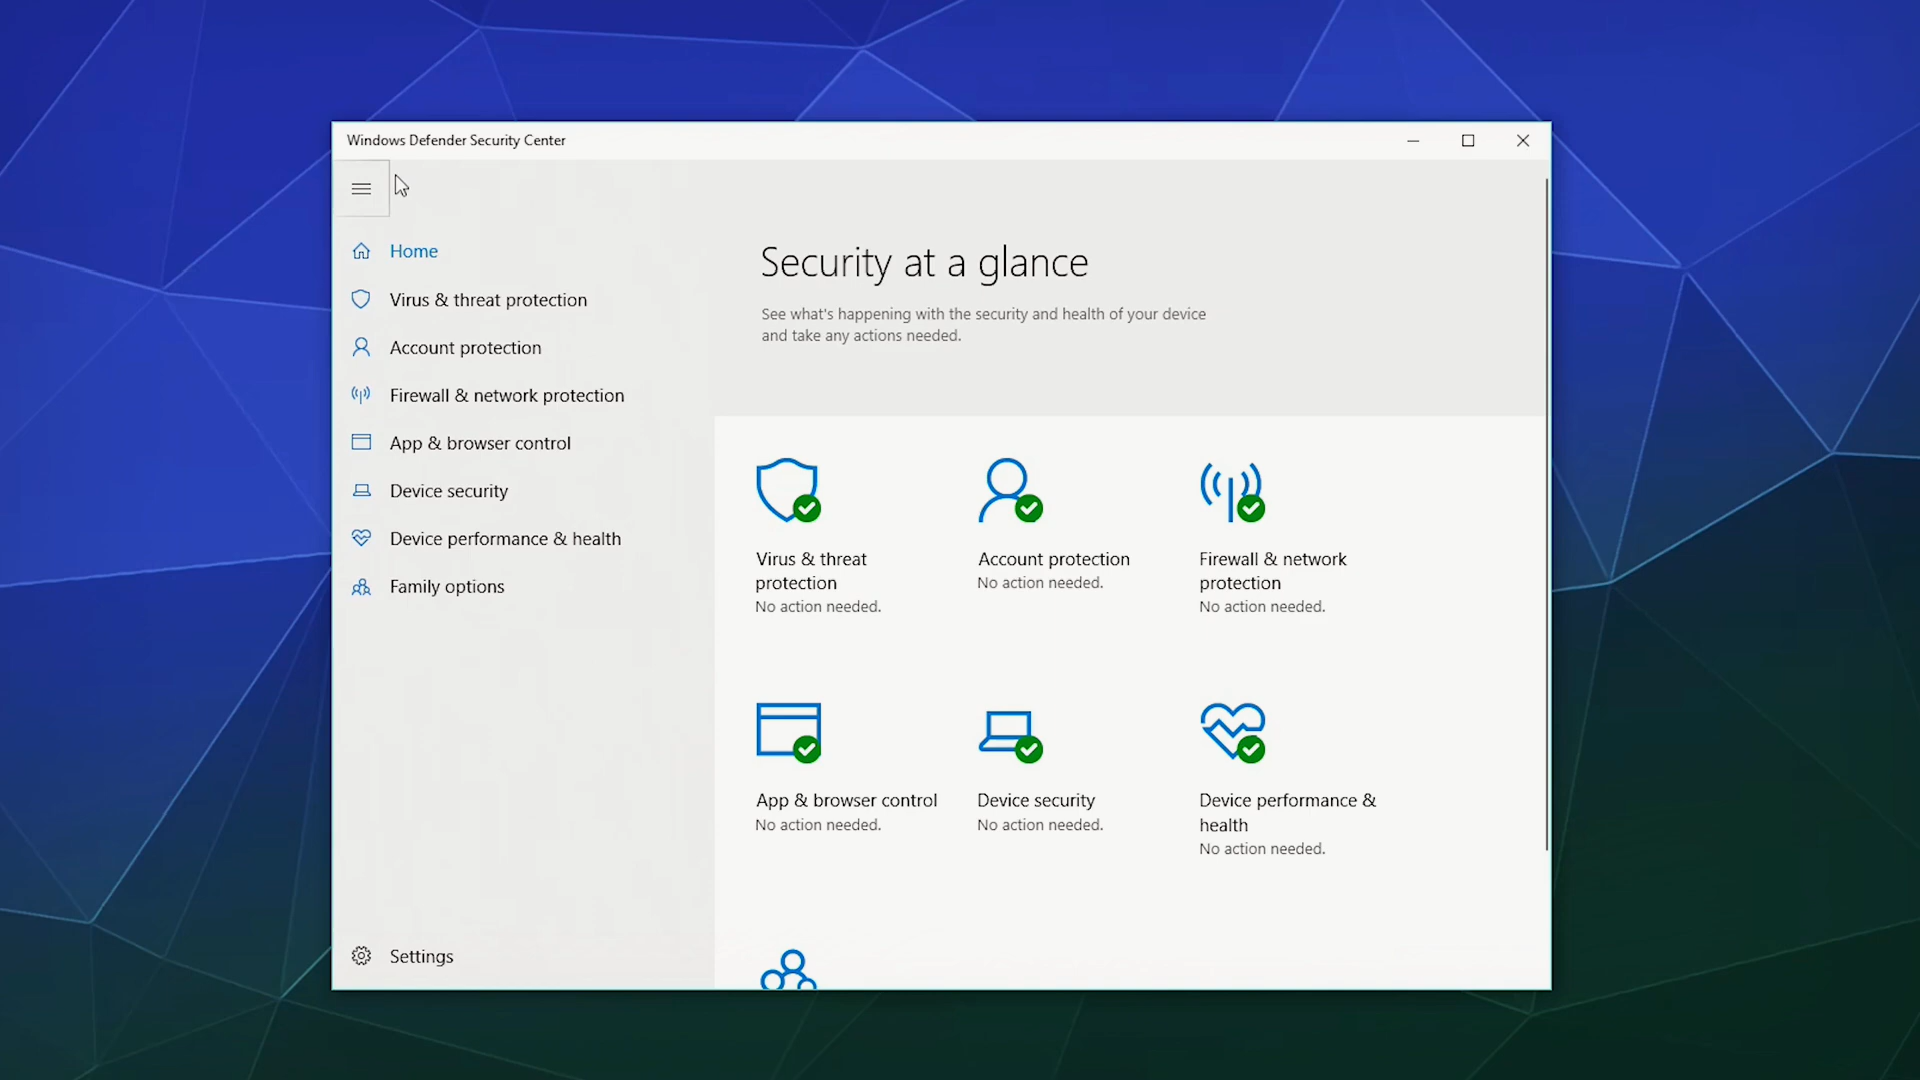 Windows Defender Security Center
Home
Virus & threat protection
Account protection
Firewall & network protection
App & browser control
Device security
Device performance & health
Family options
Settings
Security at a glance
See what's happening with the security and health of your device
and take any actions needed.
Virus & threat
protection
No action needed.
Account protection
No action needed.
Firewall & network
protection
No action needed.
App & browser control
No action needed.
Device security
No action needed.
Device performance &
health
No action needed.